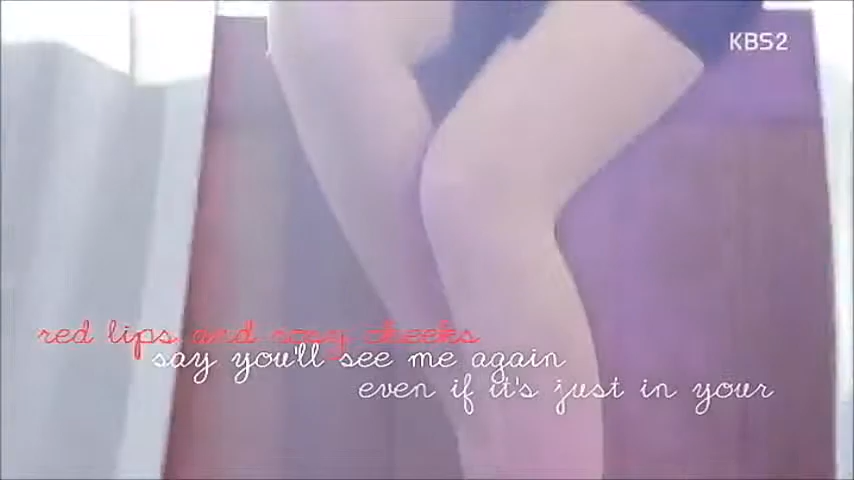 KBS2
red lips and rosy cheeks
say you'll see me again
even if it's just in your